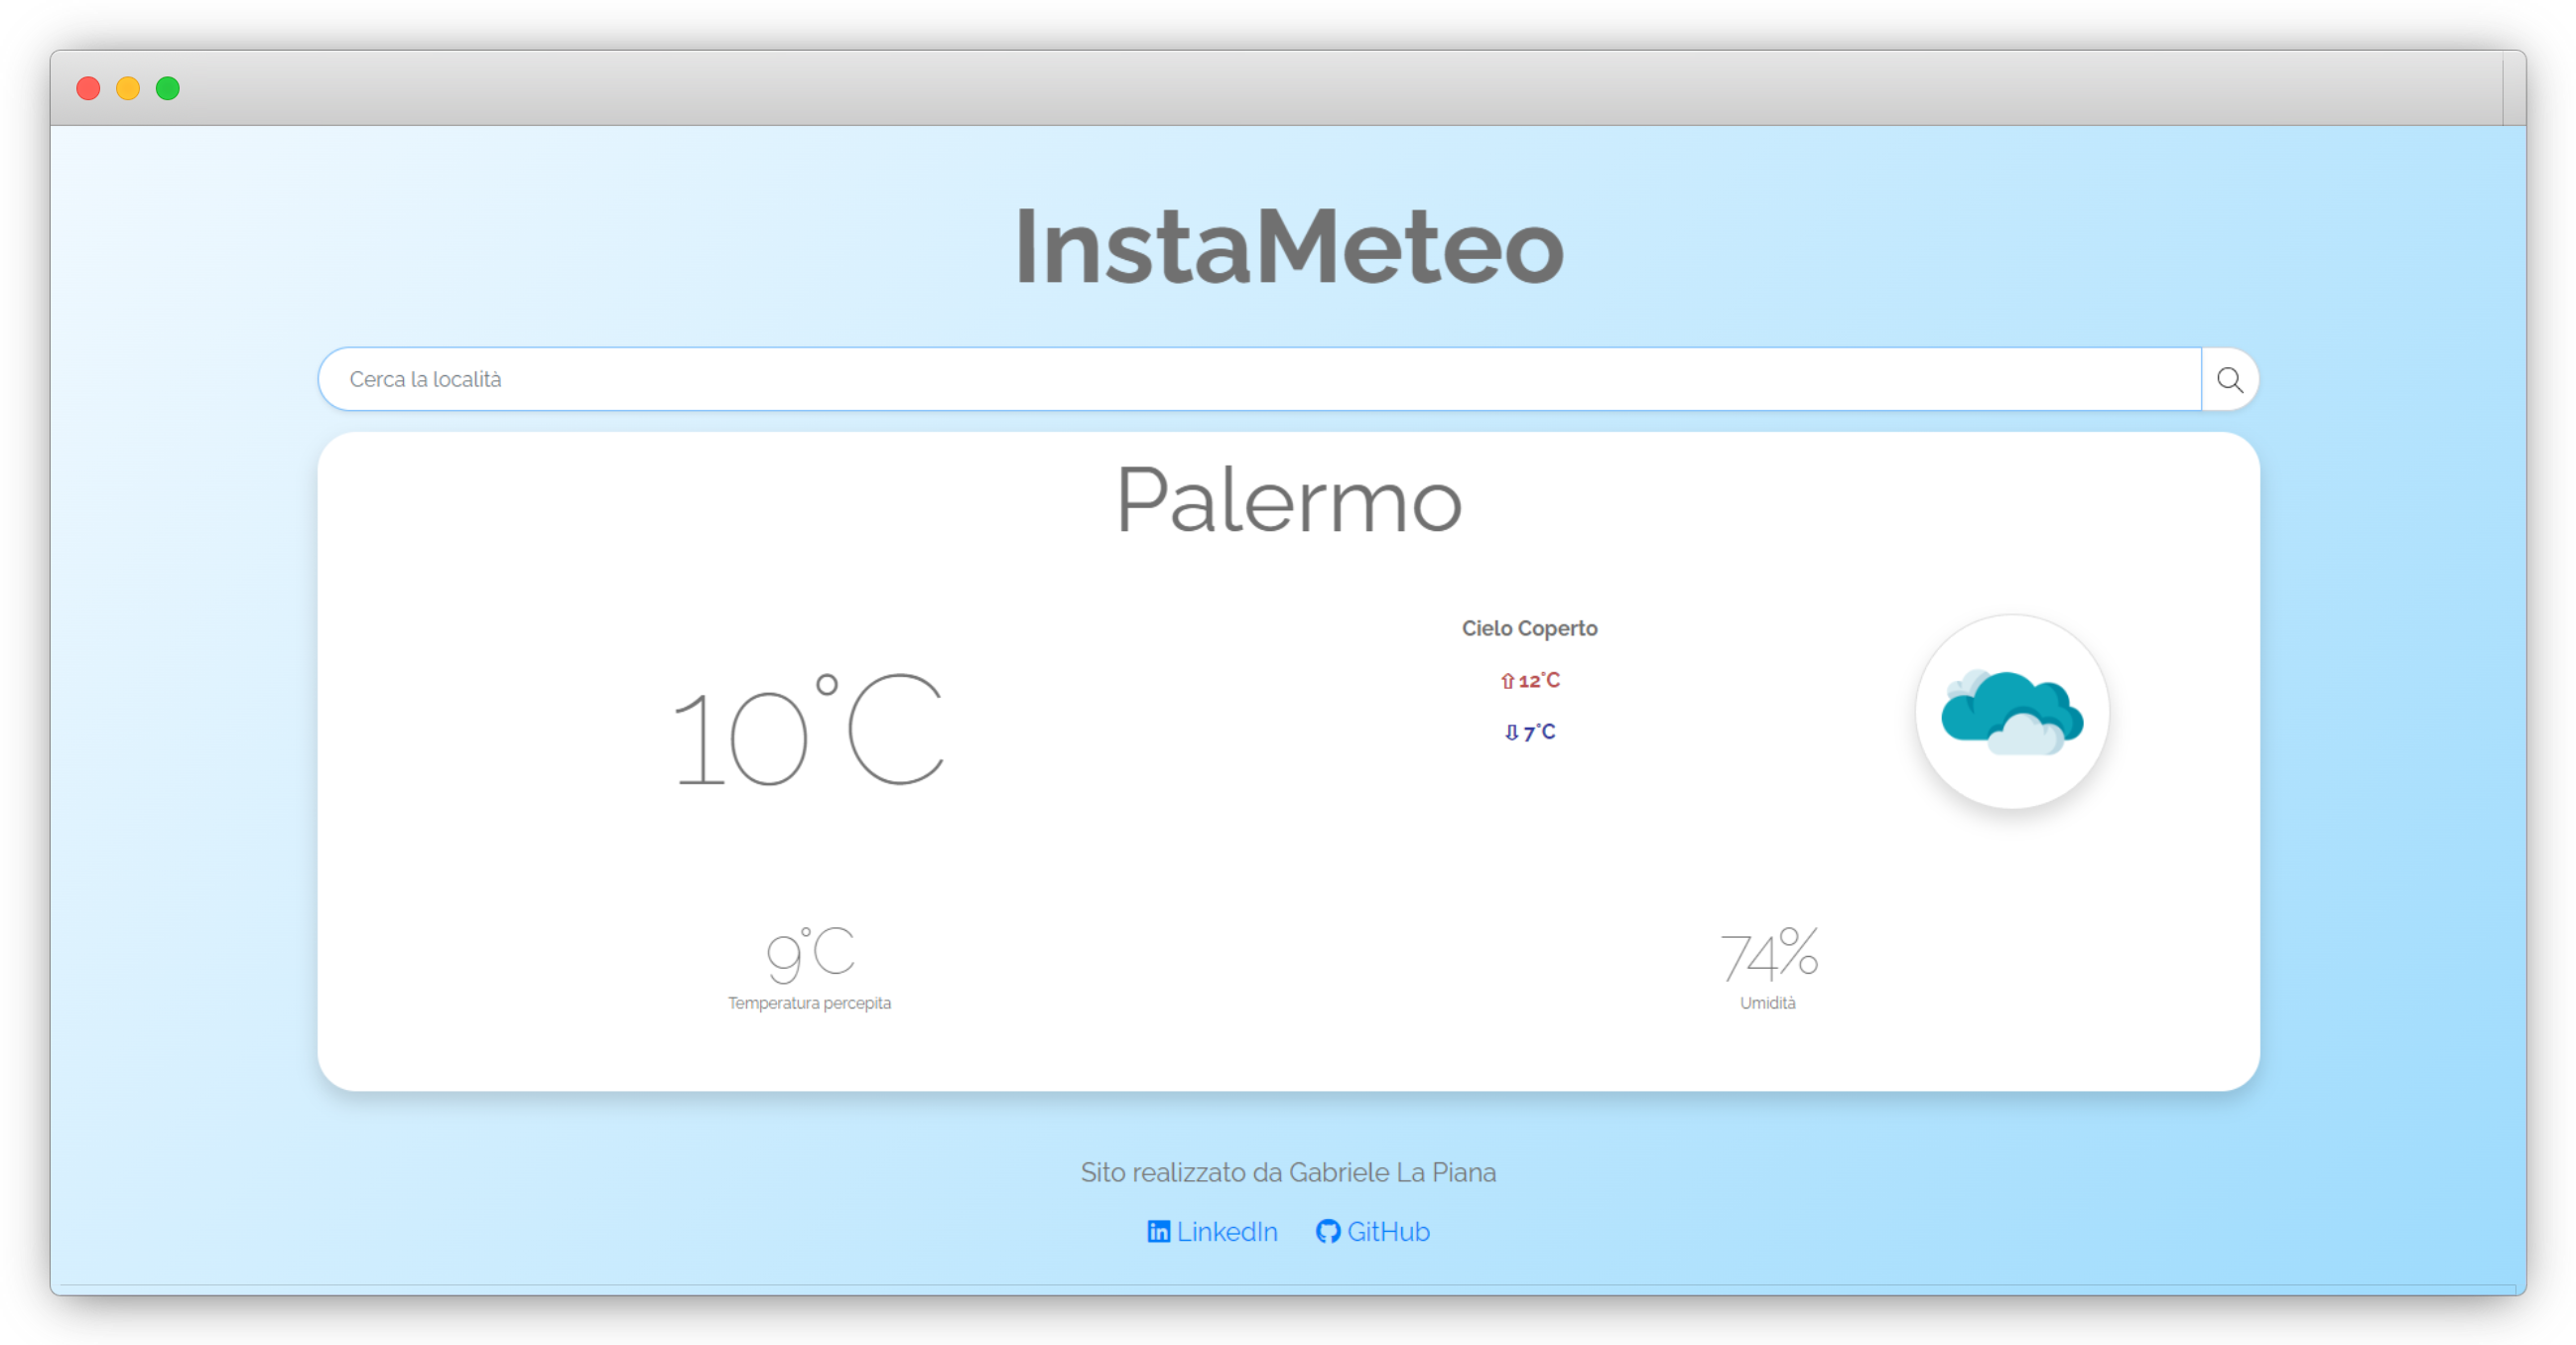 InstaMeteo
Cerca la località
Palermo
10°C
Cielo Coperto
⇧12°C
⇩7°C
9°C
Temperatura percepita
74%
Umidità
Sito realizzato da Gabriele La Piana
LinkedIn GitHub